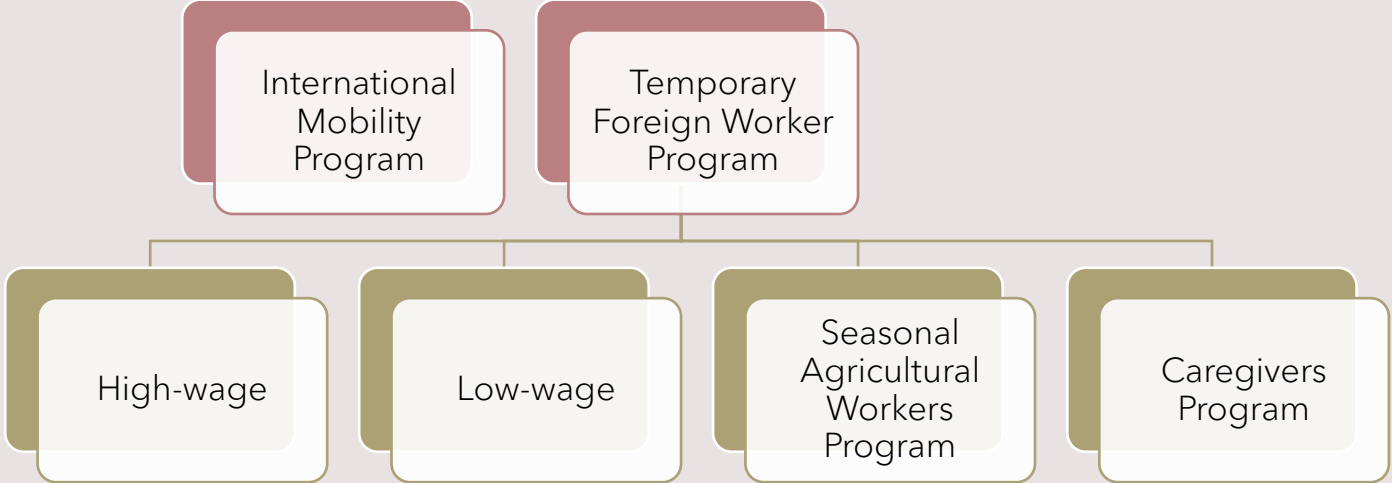 International
Mobility
Program
Temporary
Foreign Worker
Program
High-wage
Low-wage
Seasonal
Agricultural
Workers
Program
Caregivers
Program